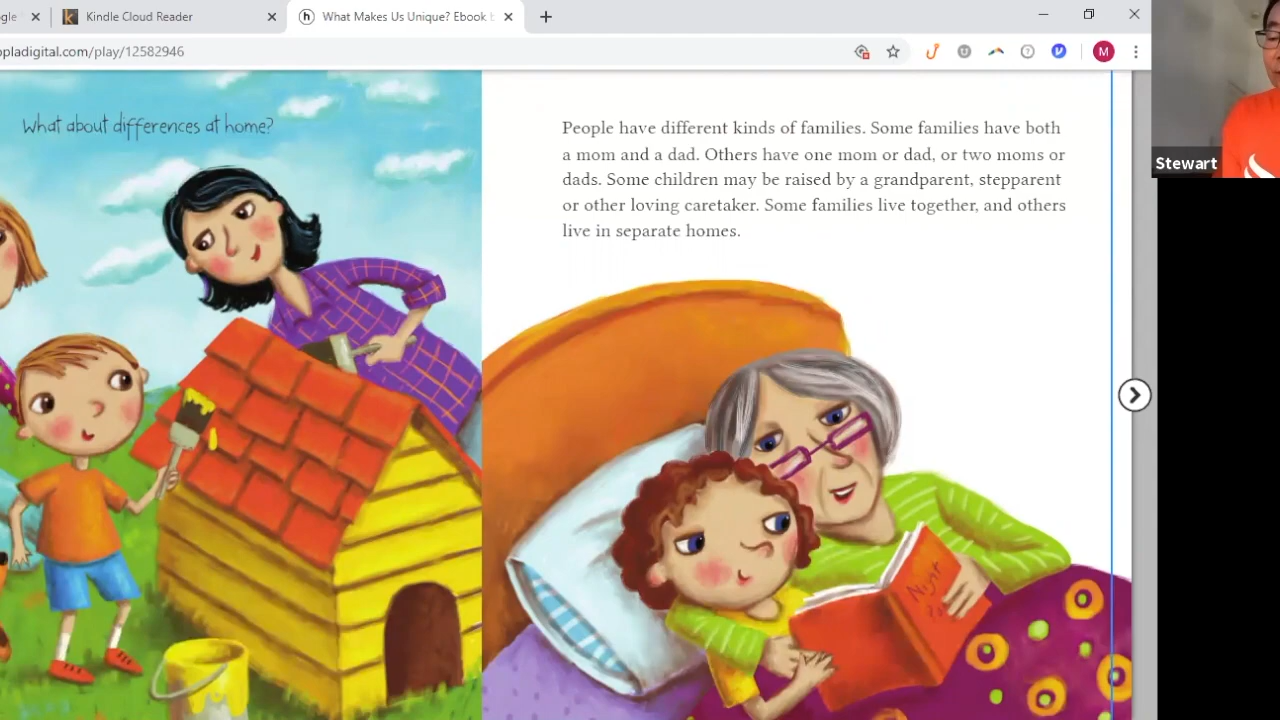 ogle
Kindle Cloud Reader
What Makes Us Unique? Ebook
opladigital.com/play/12582946
M
Stewart
What about differences at home?
People have different kinds of families. Some families have both
a mom and a dad. Others have one mom or dad, or two moms or
dads. Some children may be raised by a grandparent, stepparent
or other loving caretaker. Some families live together, and others
live in separate homes.
Night